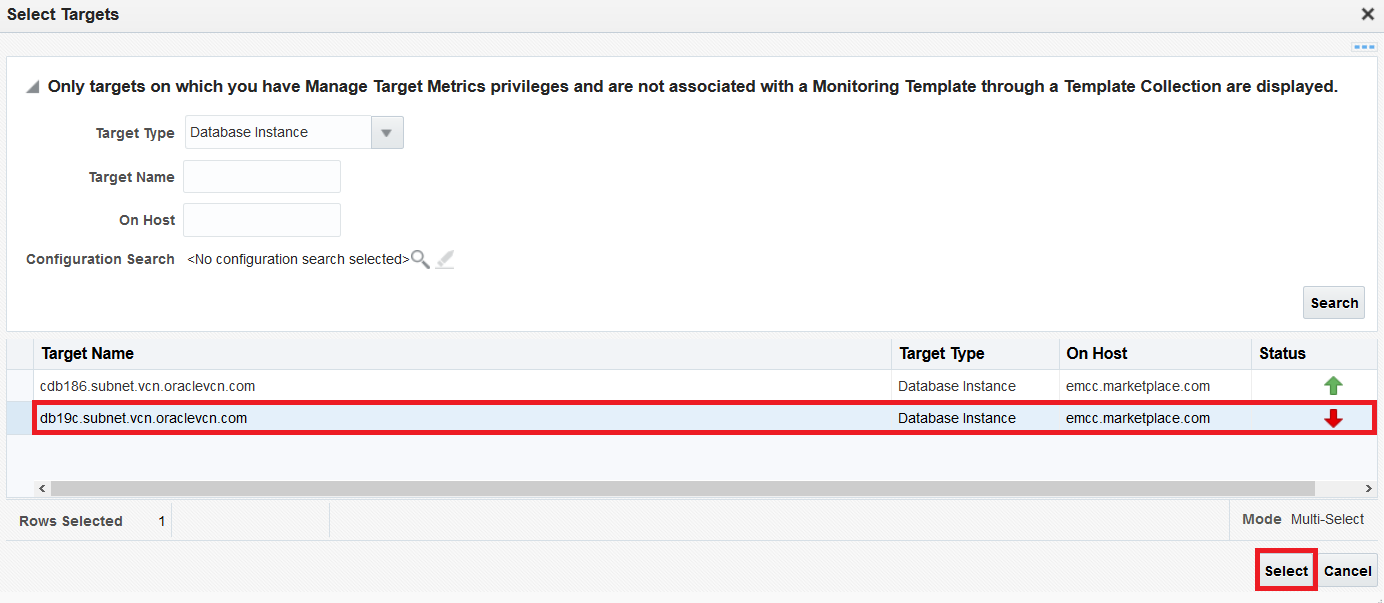 Select Targets
Only targets on which you have Manage Target Metrics privileges and are not associated with a Monitoring Template through a Template Collection are displayed.
Target Type Database Instance
Target Name
On Host
Configuration Search <No configuration search selected>
Search
Target Name Target Type On Host Status
cdb186.subnet.vcn.oraclevcn.com Database Instance emcc.marketplace.com
db19c.subnet.vcn.oraclevcn.com Database Instance emcc.marketplace.com
Rows Selected 1 Mode Multi-Select
Select Cancel